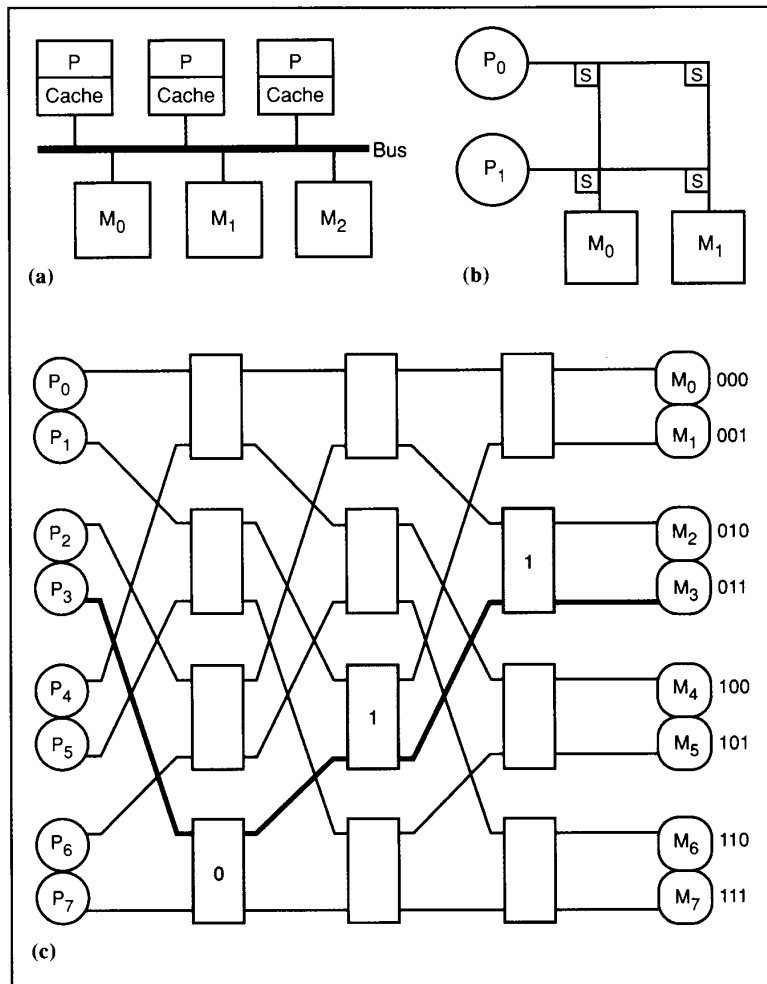 P P P
Cache Cache Cache
Bus
M0 M1 M2
(a)
P0 S S
P1 S S
M0 M1
(b)
P0 M0 000
P1 M1 001
P2 M2 010
1
P3 M3 011
P4 M4 100
1
P5 M5 101
P6 M6 110
0
P7 M7 111
(c)